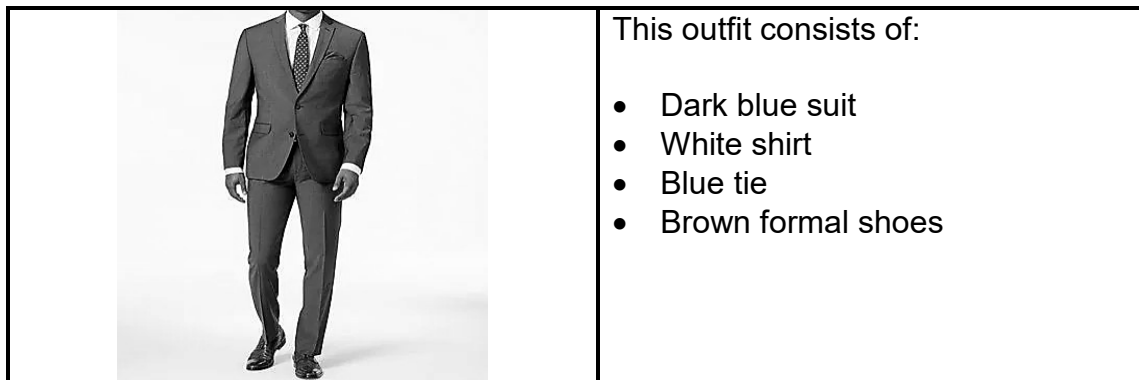 This outfit consists of:
• Dark blue suit
• White shirt
• Blue tie
• Brown formal shoes